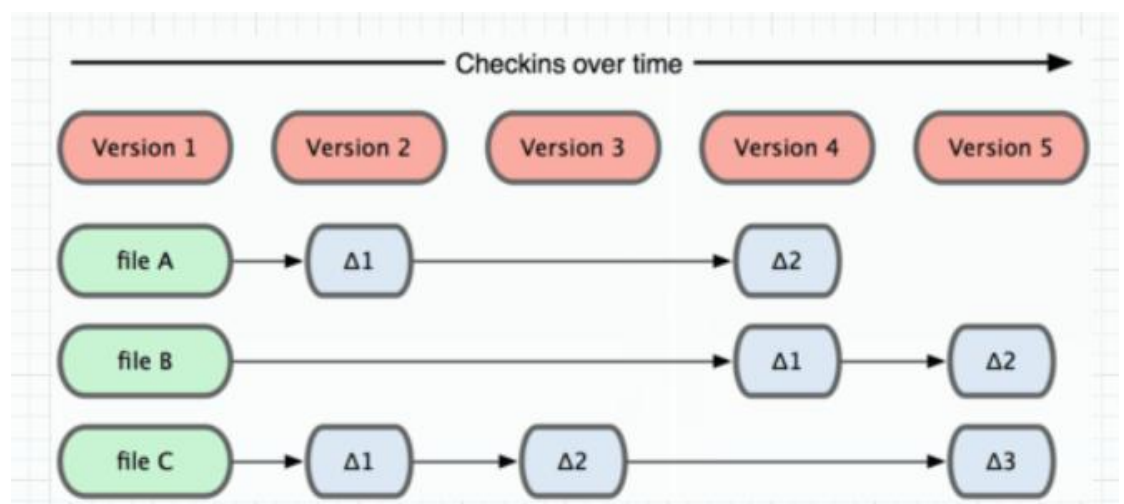 Checkins over time
Version 1 Version 2 Version 3 Version 4 Version 5
file A Δ1 Δ2
file B Δ1 Δ2
file C Δ1 Δ2 Δ3